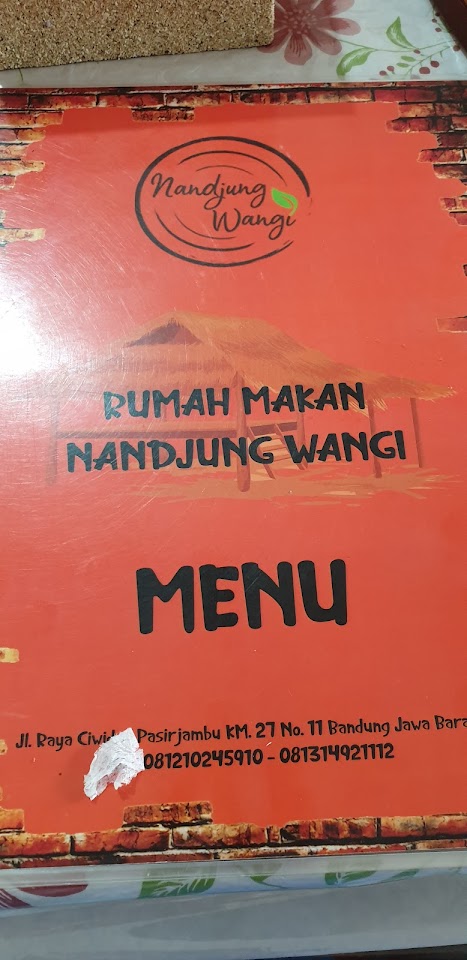 Nandjung
Wangi
RUMAH MAKAN
NANDJUNG WANGI
MENU
Jl. Raya Pasirjambu KM. 27 No. 11 Bandung Jawa
081210245910 - 081314921112